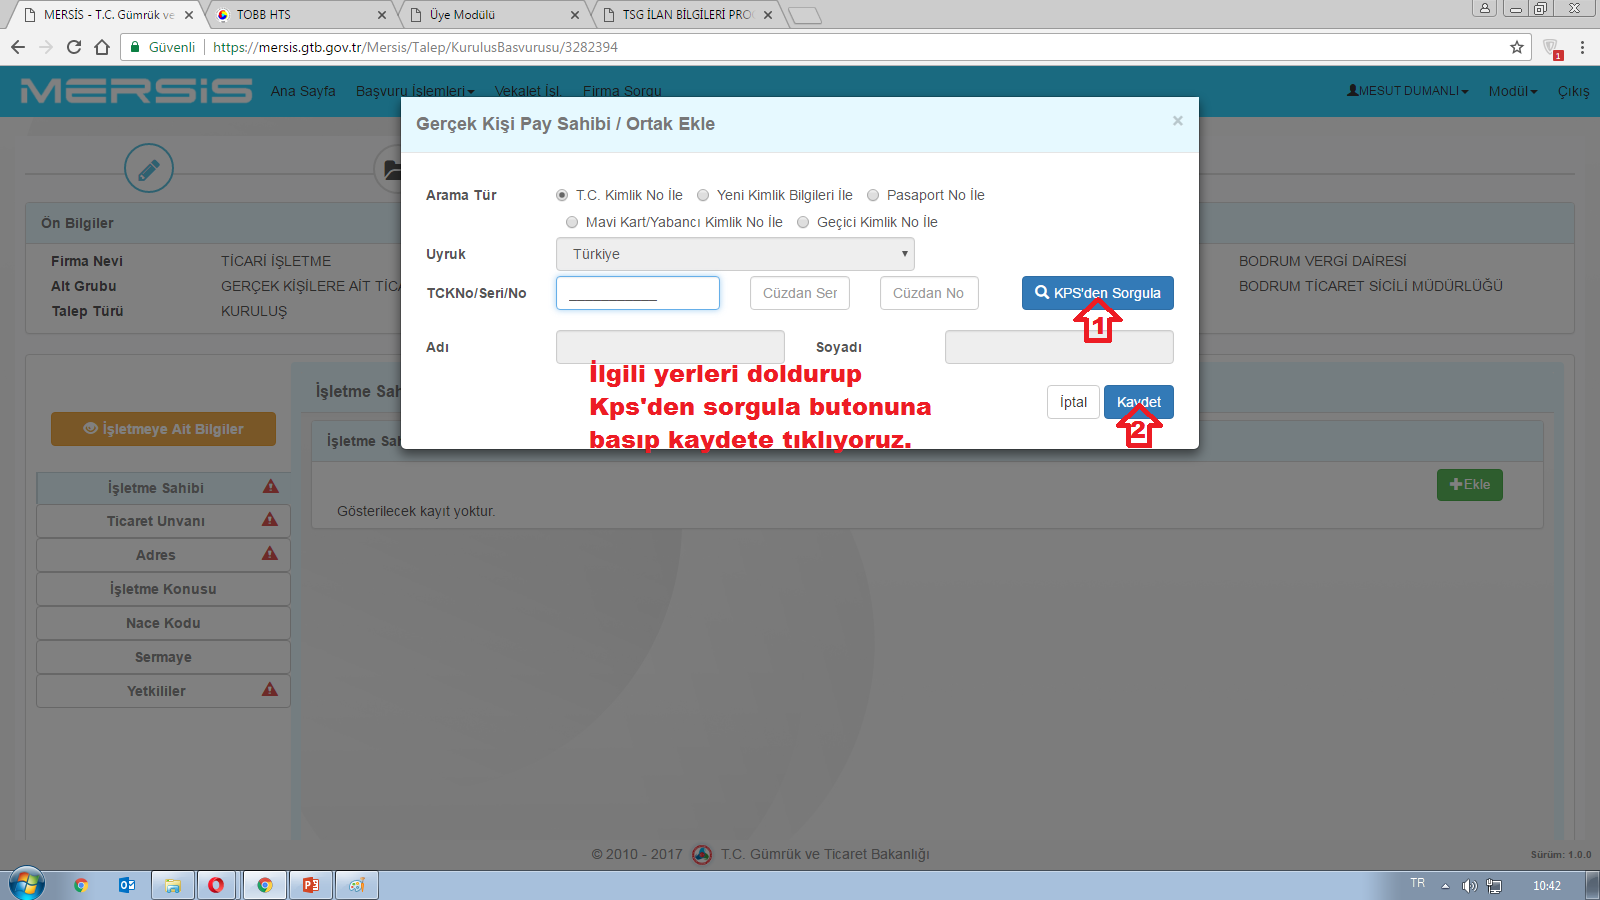 MERSİS - T.C. Gümrük ve
TOBB HTS
Üye Modülü
TSG İLAN BİLGİLERİ PRO
Güvenli
https://mersis.gtb.gov.tr/Mersis/Talep/KurulusBasvurusu/3282394
1
MERSİS
Ana Sayfa
Başvuru İşlemleri
Vekalet İşl.
Firma Sorgu
MESUT DUMANLI
Modül
Çıkış
Gerçek Kişi Pay Sahibi / Ortak Ekle
×
Arama Tür
T.C. Kimlik No İle
Yeni Kimlik Bilgileri İle
Pasaport No İle
Mavi Kart/Yabancı Kimlik No İle
Geçici Kimlik No İle
Uyruk
Türkiye
TCKNo/Seri/No
___________
Cüzdan Ser
Cüzdan No
KPS'den Sorgula
1
Adı
Soyadı
İlgili yerleri doldurup
Kps'den sorgula butonuna
basıp kaydete tıklıyoruz.
İptal
Kaydet
2
Ön Bilgiler
Firma Nevi
TİCARİ İŞLETME
BODRUM VERGİ DAİRESİ
Alt Grubu
GERÇEK KİŞİLERE AİT TİCA
BODRUM TİCARET SİCİLİ MÜDÜRLÜĞÜ
Talep Türü
KURULUŞ
İşletmeye Ait Bilgiler
İşletme Sahibi
Ticaret Unvanı
Adres
İşletme Konusu
Nace Kodu
Sermaye
Yetkililer
İşletme Sah
İşletme Sah
Ekle
Gösterilecek kayıt yoktur.
© 2010 - 2017
T.C. Gümrük ve Ticaret Bakanlığı
Sürüm: 1.0.0
TR
10:42